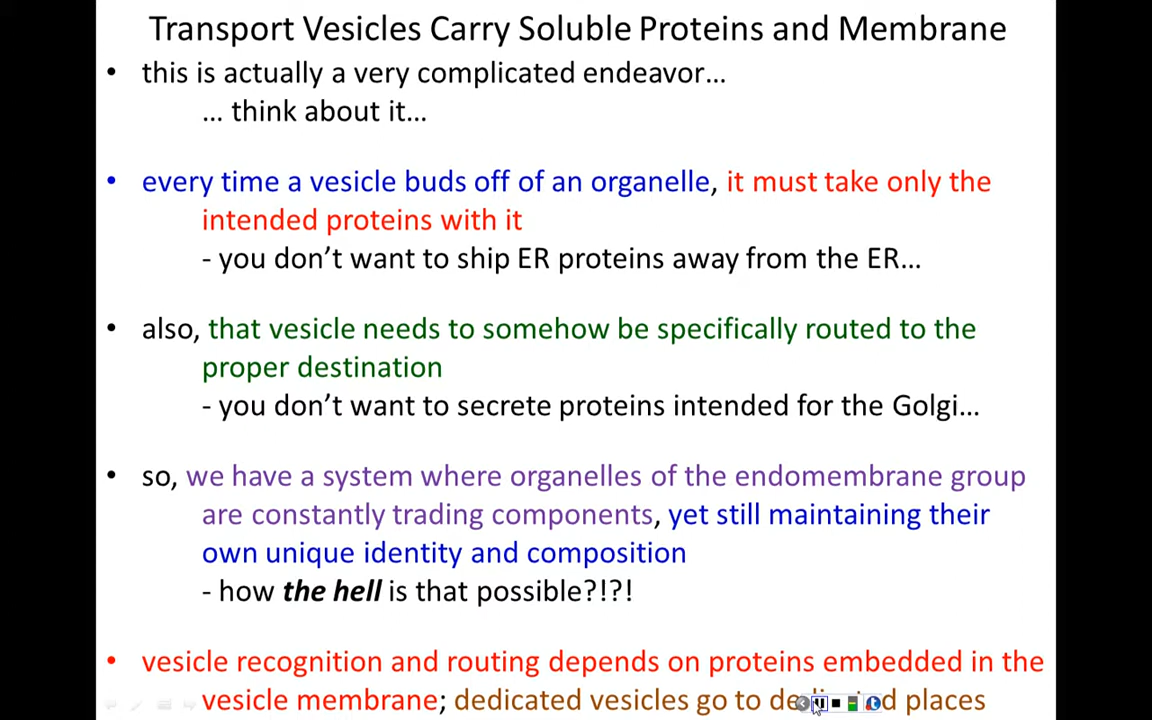 Transport Vesicles Carry Soluble Proteins and Membrane
• this is actually a very complicated endeavor…
… think about it…
• every time a vesicle buds off of an organelle, it must take only the
intended proteins with it
- you don’t want to ship ER proteins away from the ER…
• also, that vesicle needs to somehow be specifically routed to the
proper destination
- you don’t want to secrete proteins intended for the Golgi…
• so, we have a system where organelles of the endomembrane group
are constantly trading components, yet still maintaining their
own unique identity and composition
- how the hell is that possible?!?!
• vesicle recognition and routing depends on proteins embedded in the
vesicle membrane; dedicated vesicles go to dedicated places